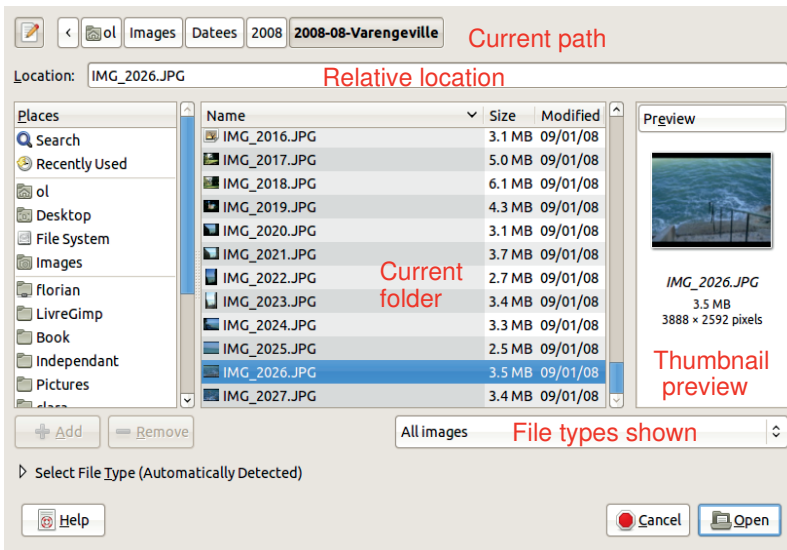 < ol Images Datees 2008 2008-08-Varengeville Current path
Location: IMG_2026.JPG Relative location
Places
Search
Recently Used
ol
Desktop
File System
Images
florian
LivreGimp
Book
Independant
Pictures
clara
Name Size Modified
IMG_2016.JPG 3.1 MB 09/01/08
IMG_2017.JPG 5.0 MB 09/01/08
IMG_2018.JPG 6.1 MB 09/01/08
IMG_2019.JPG 4.3 MB 09/01/08
IMG_2020.JPG 3.1 MB 09/01/08
IMG_2021.JPG 3.7 MB 09/01/08
IMG_2022.JPG 2.7 MB 09/01/08
IMG_2023.JPG 3.4 MB 09/01/08
IMG_2024.JPG 3.3 MB 09/01/08
IMG_2025.JPG 2.5 MB 09/01/08
IMG_2026.JPG 3.5 MB 09/01/08
IMG_2027.JPG 3.4 MB 09/01/08
Current
folder
Preview
IMG_2026.JPG
3.5 MB
3888 × 2592 pixels
Thumbnail
preview
Add Remove
All images File types shown
Select File Type (Automatically Detected)
Help Cancel Open